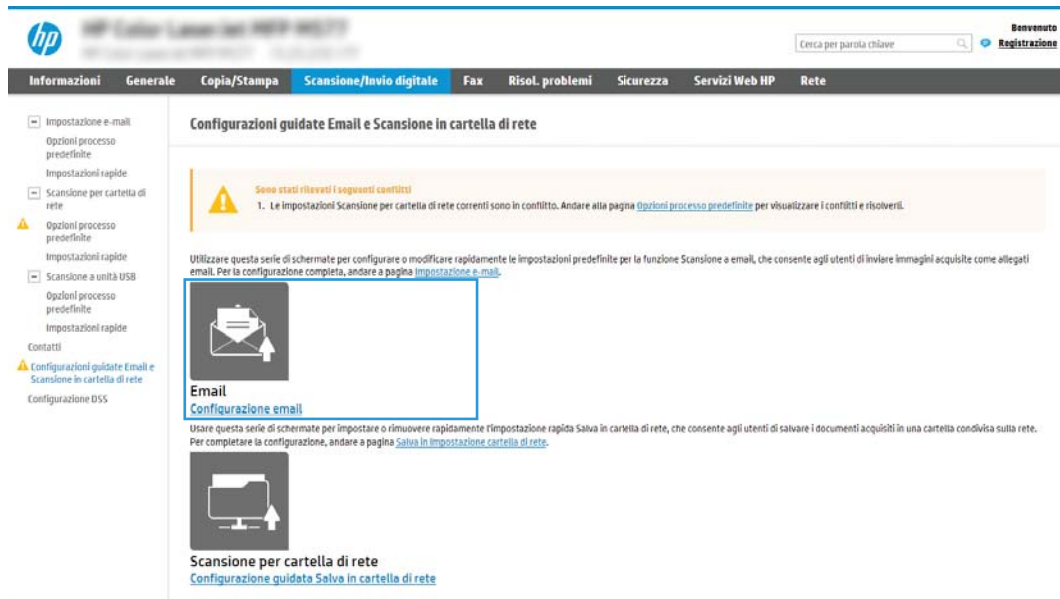 hp
Benvenuto
Cerca per parola chiave
Registrazione
Informazioni Generale Copia/Stampa Scansione/Invio digitale Fax Risol. problemi Sicurezza Servizi Web HP Rete
Impostazione e-mail
Opzioni processo
predefinite
Impostazioni rapide
Scansione per cartella di
rete
Opzioni processo
predefinite
Impostazioni rapide
Scansione a unità USB
Opzioni processo
predefinite
Impostazioni rapide
Contatti
Configurazioni guidate Email e
Scansione in cartella di rete
Configurazione DSS
Configurazioni guidate Email e Scansione in cartella di rete
Sono stati rilevati i seguenti conflitti
1. Le impostazioni Scansione per cartella di rete correnti sono in conflitto. Andare alla pagina Opzioni processo predefinite per visualizzare i conflitti e risolverli.
Utilizzare questa serie di schermate per configurare o modificare rapidamente le impostazioni predefinite per la funzione Scansione a email, che consente agli utenti di inviare immagini acquisite come allegati
email. Per la configurazione completa, andare a pagina Impostazione e-mail.
Email
Configurazione email
Usare questa serie di schermate per impostare o rimuovere rapidamente l'impostazione rapida Salva in cartella di rete, che consente agli utenti di salvare i documenti acquisiti in una cartella condivisa sulla rete.
Per completare la configurazione, andare a pagina Salva in Impostazione cartella di rete.
Scansione per cartella di rete
Configurazione guidata Salva in cartella di rete